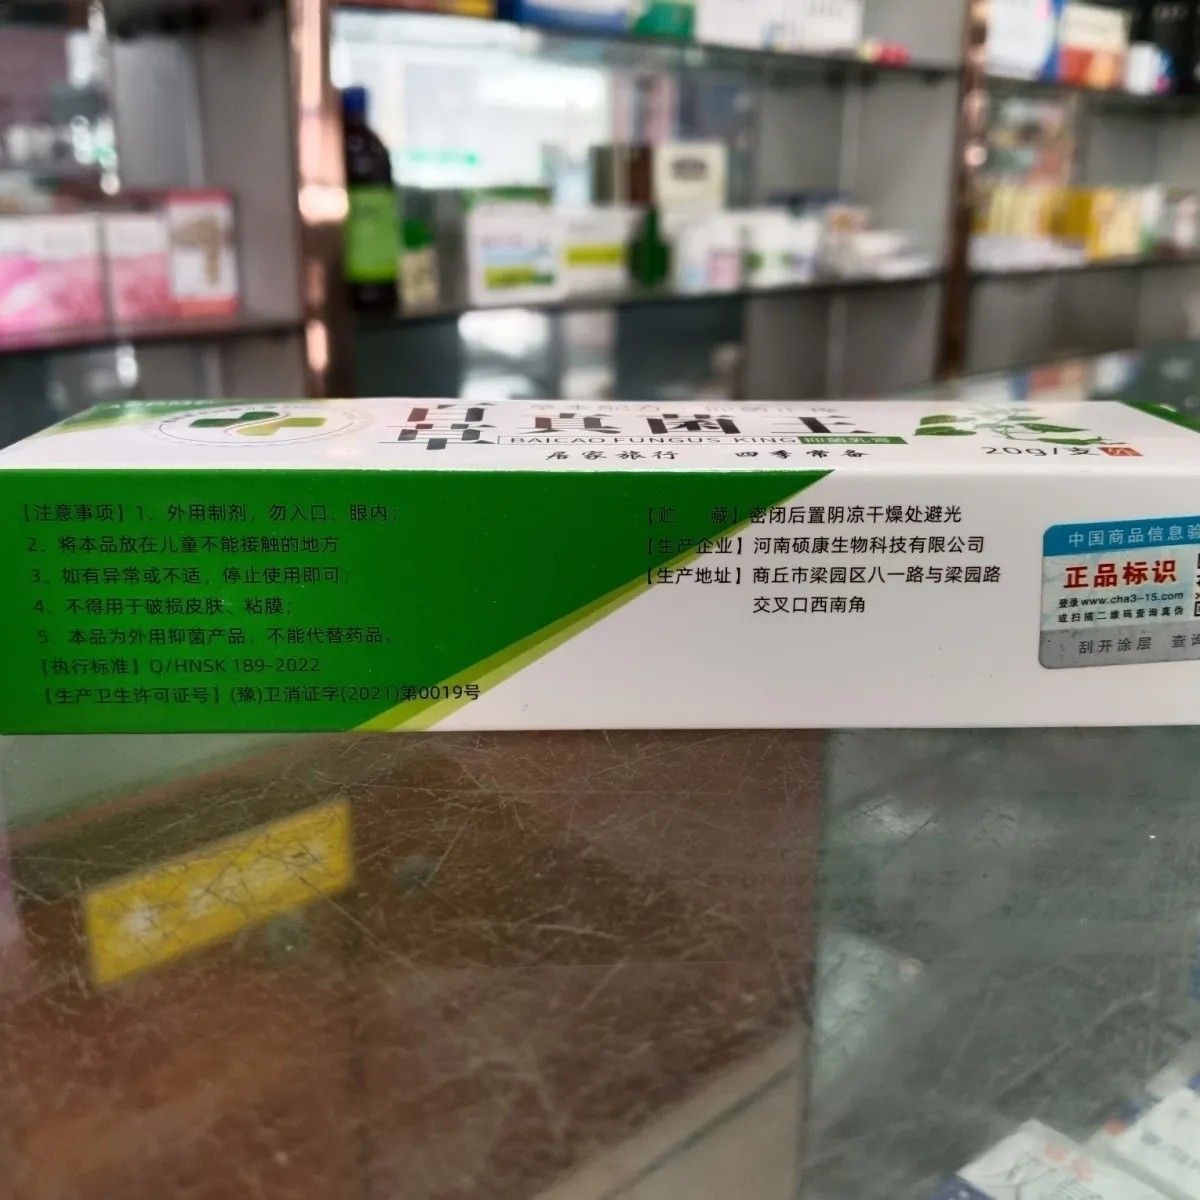 百草 真菌王
BAICAO FUNGUS KING 抑菌乳膏
居家旅行 四季常备
20g/支
【注意事项】1、外用制剂，勿入口、眼内；
2、将本品放在儿童不能接触的地方
3、如有异常或不适，停止使用即可；
4、不得用于破损皮肤、粘膜；
5、本品为外用抑菌产品，不能代替药品。
【执行标准】Q/HNSK 189-2022
【生产卫生许可证号】(豫)卫消证字(2021)第0019号
【贮 藏】密闭后置阴凉干燥处避光
【生产企业】河南硕康生物科技有限公司
【生产地址】商丘市梁园区八一路与梁园路
交叉口西南角
中国商品信息验
正品标识
登录www.cha3-15.com
或扫描二维码查询真伪
刮开涂层 查询